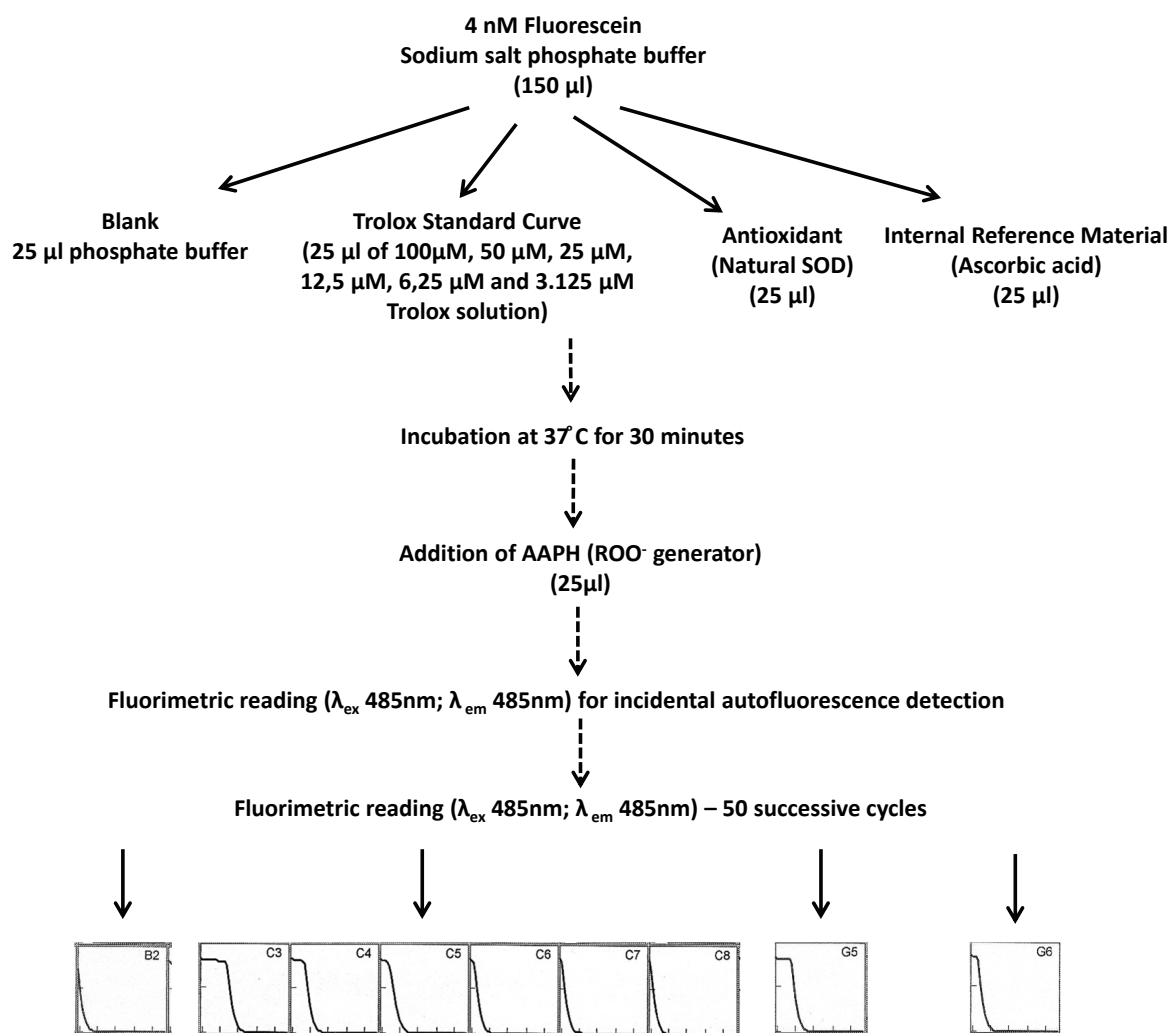 4 nM Fluorescein
Sodium salt phosphate buffer
(150 µl)
Blank
25 µl phosphate buffer
Trolox Standard Curve
(25 µl of 100µM, 50 µM, 25 µM,
12,5 µM, 6,25 µM and 3.125 µM
Trolox solution)
Antioxidant
(Natural SOD)
(25 µl)
Internal Reference Material
(Ascorbic acid)
(25 µl)
Incubation at 37°C for 30 minutes
Addition of AAPH (ROO⁻ generator)
(25µl)
Fluorimetric reading (λex 485nm; λ em 485nm) for incidental autofluorescence detection
Fluorimetric reading (λex 485nm; λ em 485nm) – 50 successive cycles
B2 C3 C4 C5 C6 C7 C8 G5 G6